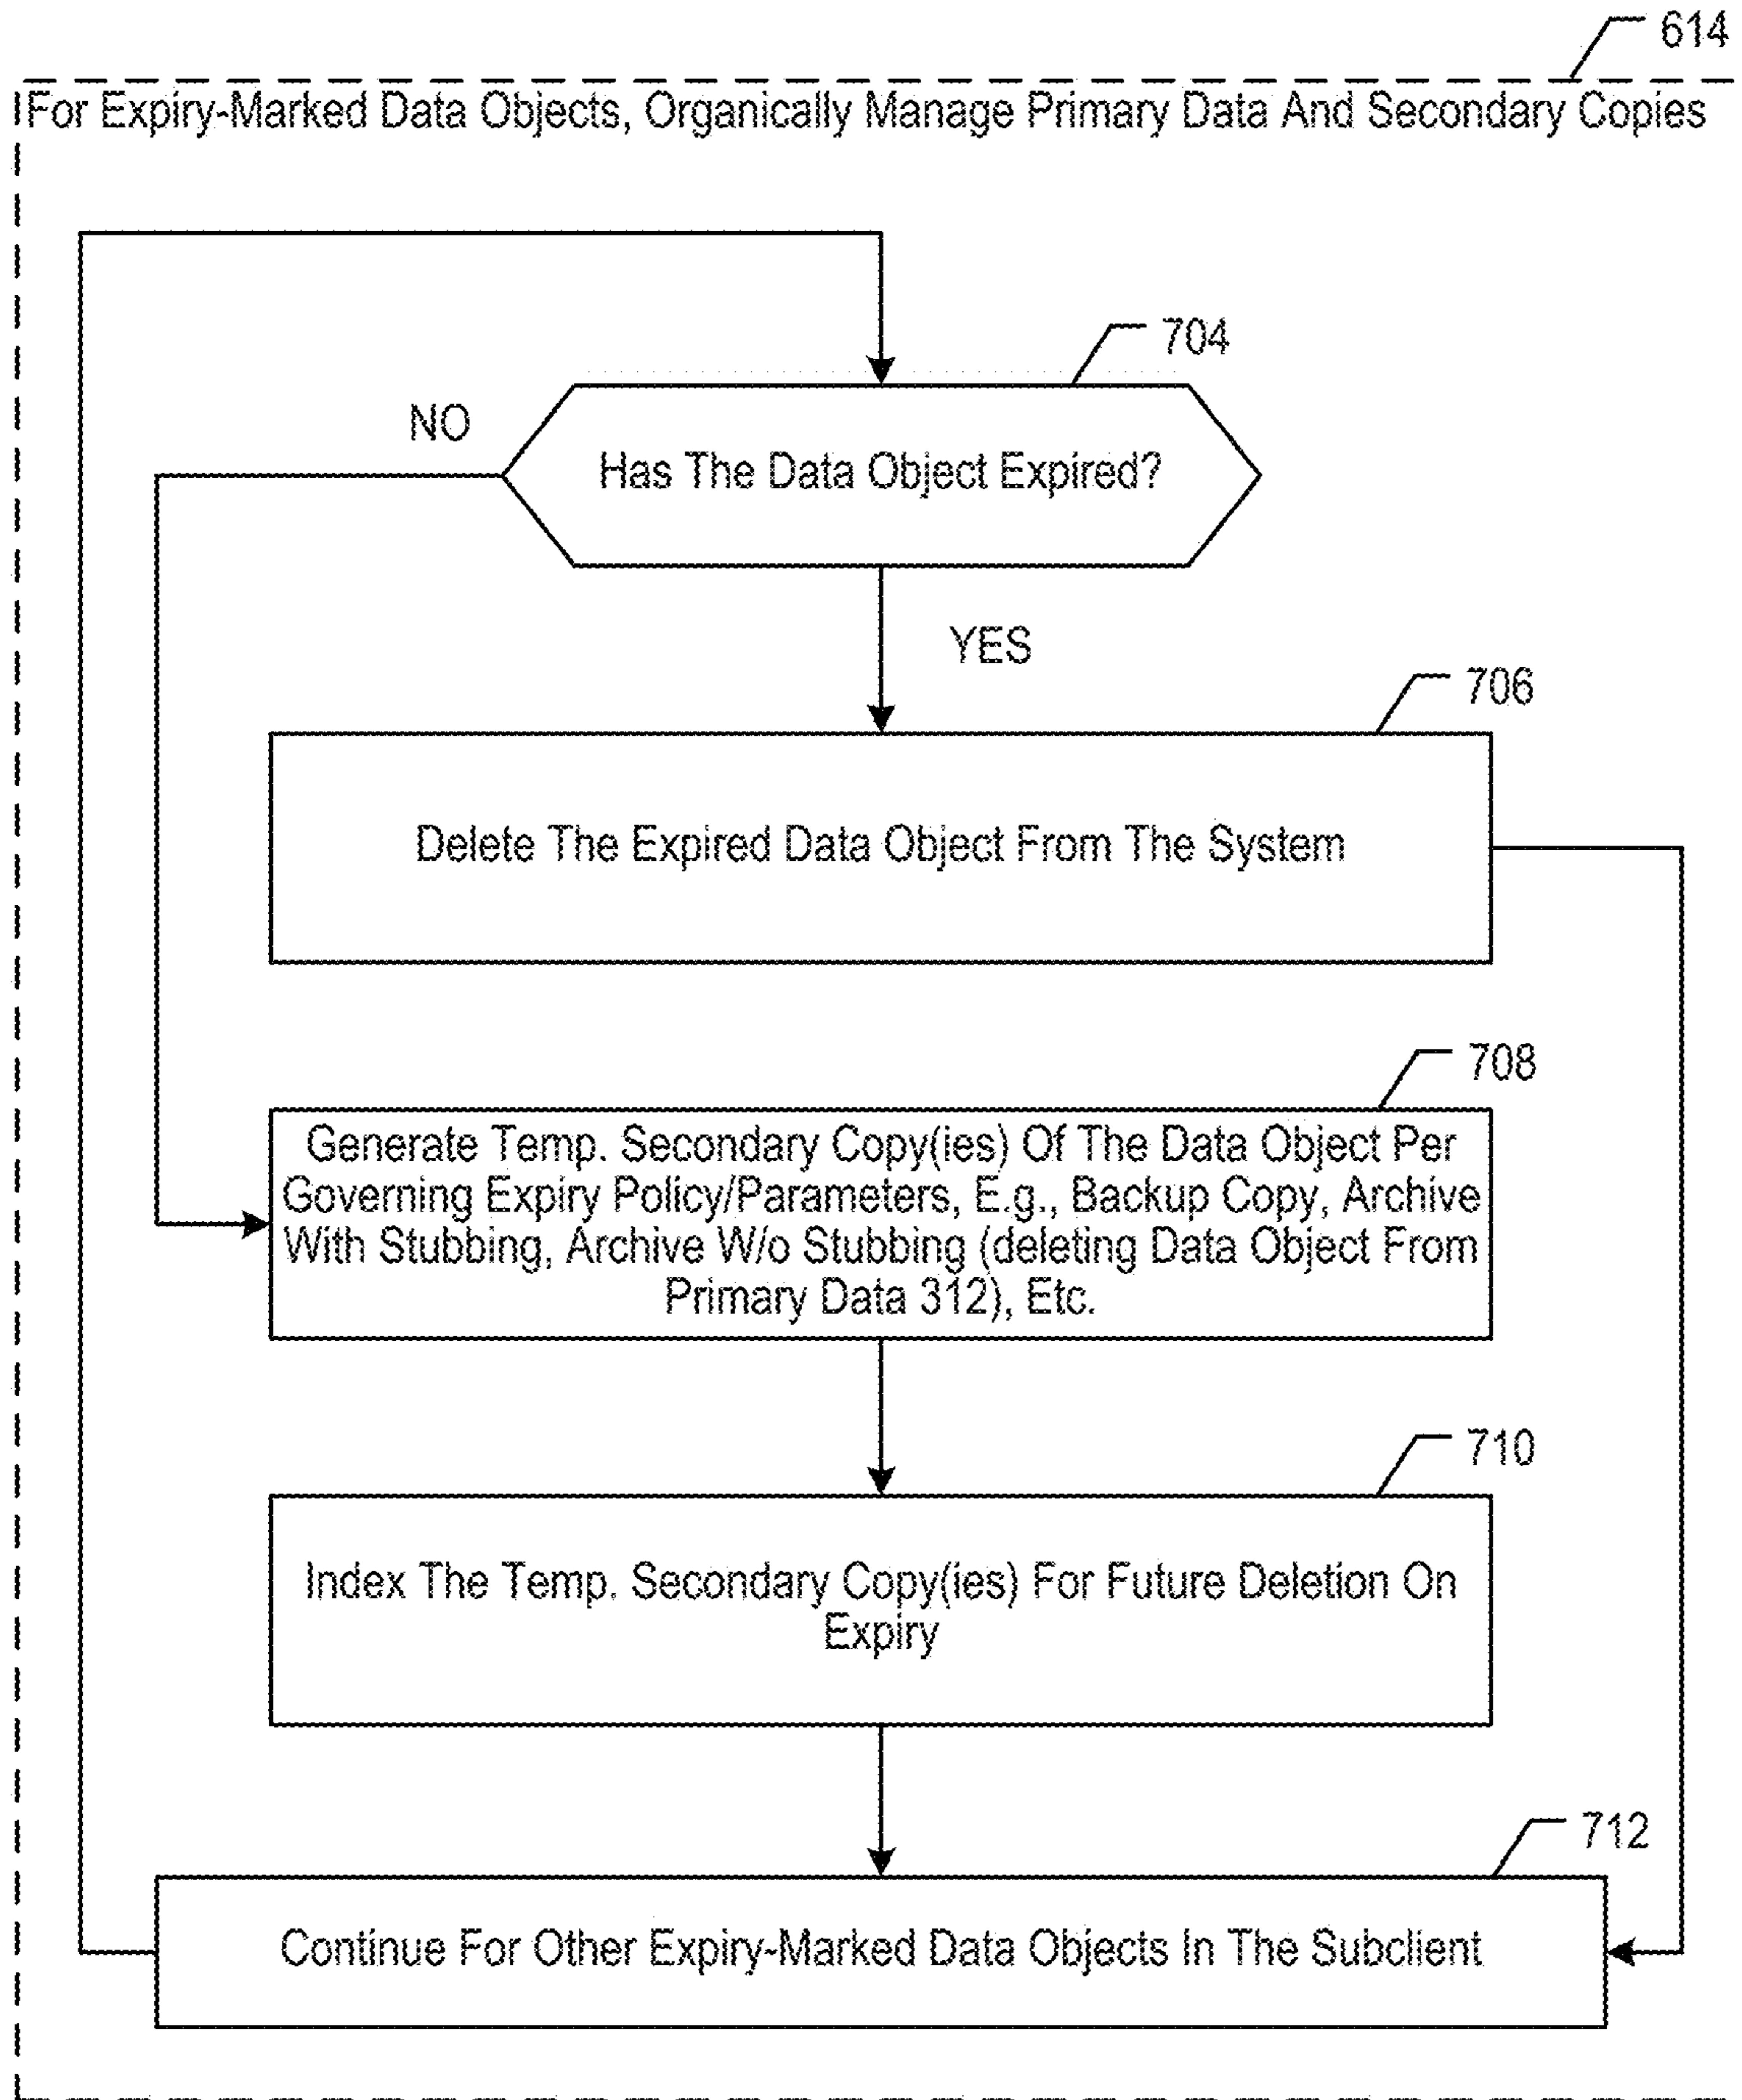 614
For Expiry-Marked Data Objects, Organically Manage Primary Data And Secondary Copies
704
NO
Has The Data Object Expired?
YES
706
Delete The Expired Data Object From The System
708
Generate Temp. Secondary Copy(ies) Of The Data Object Per
Governing Expiry Policy/Parameters, E.g., Backup Copy, Archive
With Stubbing, Archive W/o Stubbing (deleting Data Object From
Primary Data 312), Etc.
710
Index The Temp. Secondary Copy(ies) For Future Deletion On
Expiry
712
Continue For Other Expiry-Marked Data Objects In The Subclient